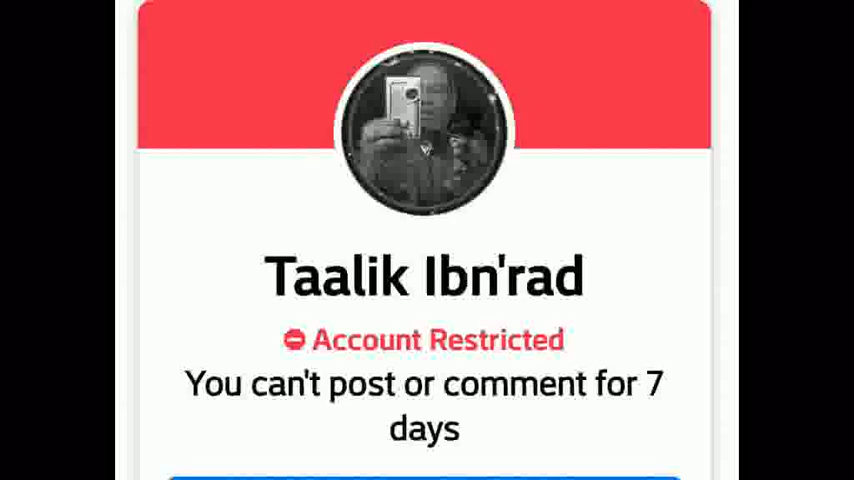 Taalik Ibn'rad
Account Restricted
You can't post or comment for 7
days